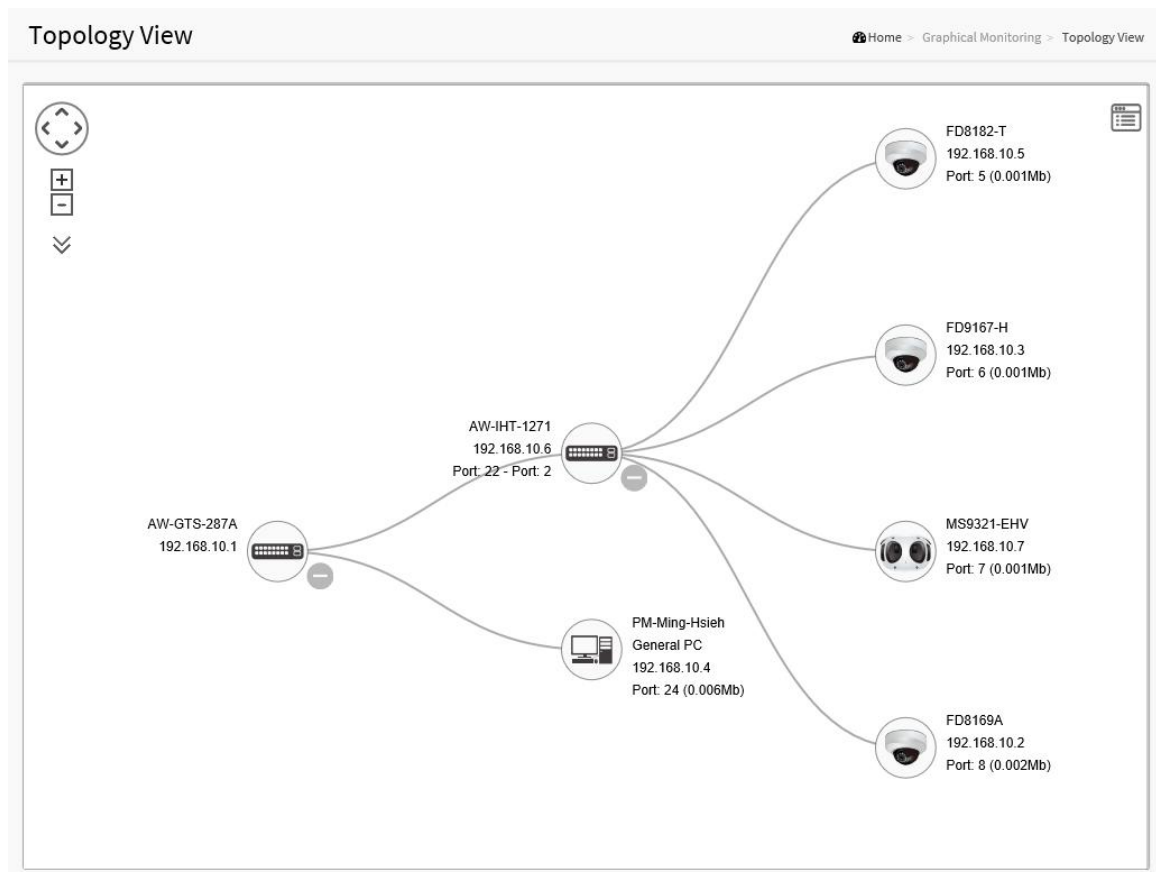 Topology View
Home > Graphical Monitoring > Topology View
FD8182-T
192.168.10.5
Port: 5 (0.001Mb)
FD9167-H
192.168.10.3
Port: 6 (0.001Mb)
AW-IHT-1271
192.168.10.6
Port: 22 - Port: 2
AW-GTS-287A
192.168.10.1
MS9321-EHV
192.168.10.7
Port: 7 (0.001Mb)
PM-Ming-Hsieh
General PC
192.168.10.4
Port: 24 (0.006Mb)
FD8169A
192.168.10.2
Port: 8 (0.002Mb)